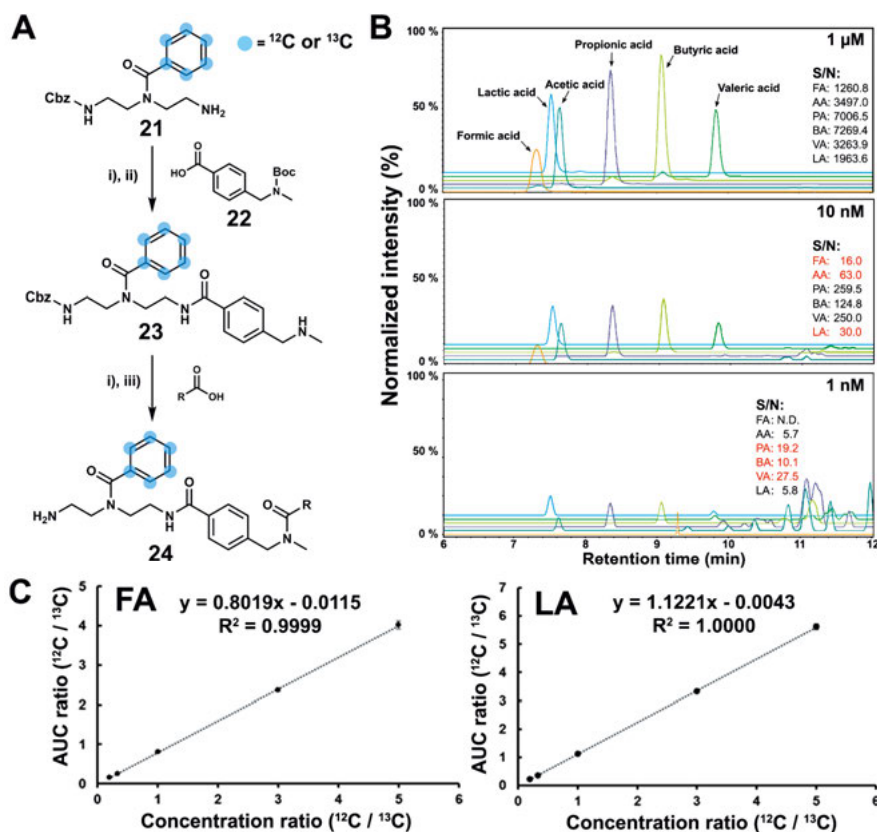 A
= ¹²C or ¹³C
O
Cbz
N
H
N
NH₂
21
i), ii)
O
HO
Boc
N
22
O
Cbz
N
H
N
O
N
H
H
N
23
i), iii)
O
R
OH
O
H₂N
N
O
N
H
O
R
N
24
B
Normalized intensity (%)
100 %
50%
0 %
1 µM
Formic acid
Lactic acid
Acetic acid
Propionic acid
Butyric acid
Valeric acid
S/N:
FA: 1260.8
AA: 3497.0
PA: 7006.5
BA: 7269.4
VA: 3263.9
LA: 1963.6
100 %
50%
0 %
10 nM
S/N:
FA: 16.0
AA: 63.0
PA: 259.5
BA: 124.8
VA: 250.0
LA: 30.0
100 %
50%
0 %
1 nM
S/N:
FA: N.D.
AA: 5.7
PA: 19.2
BA: 10.1
VA: 27.5
LA: 5.8
6 7 8 9 10 11 12
Retention time (min)
C
FA
y = 0.8019x - 0.0115
R² = 0.9999
AUC ratio (¹²C / ¹³C)
5
4
3
2
1
0
0 1 2 3 4 5 6
Concentration ratio (¹²C / ¹³C)
LA
y = 1.1221x - 0.0043
R² = 1.0000
AUC ratio (¹²C / ¹³C)
7
6
5
4
3
2
1
0
0 1 2 3 4 5 6
Concentration ratio (¹²C / ¹³C)